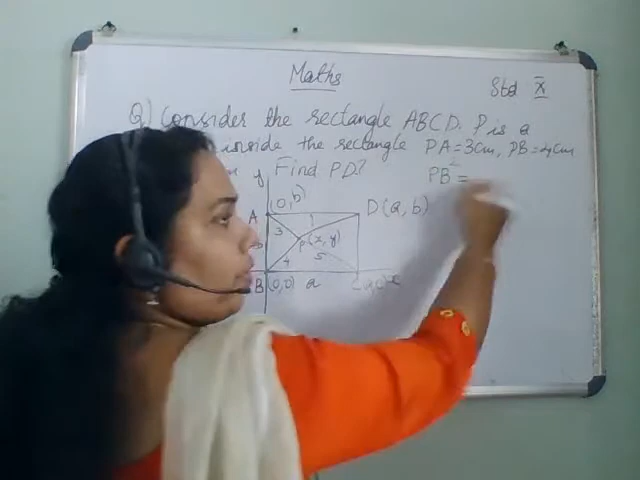 Maths
Std X
Q) Consider the rectangle ABCD. P is a
inside the rectangle PA=3cm, PB=4cm
Find PD?
PB² =
A (0,b)
D(a, b)
3
P(x, y)
5
4
B (0,0) a
x